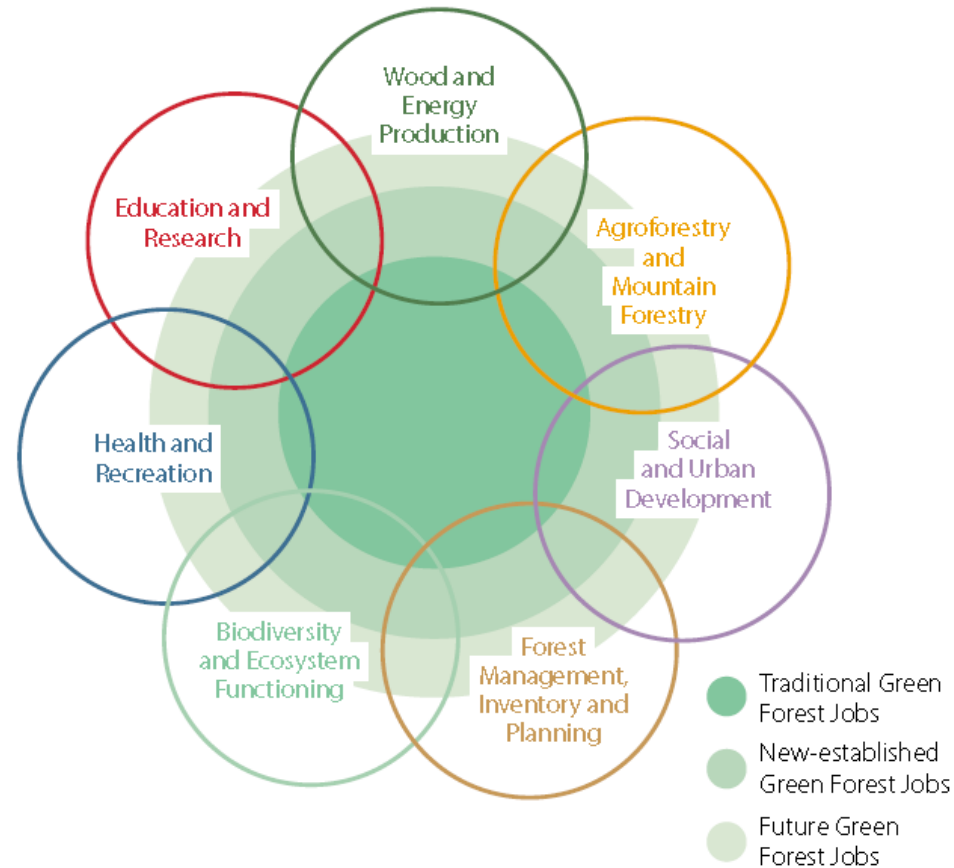 Wood and
Energy
Production
Education and
Research
Agroforestry
and
Mountain
Forestry
Health and
Recreation
Social
and Urban
Development
Biodiversity
and Ecosystem
Functioning
Forest
Management,
Inventory and
Planning
Traditional Green
Forest Jobs
New-established
Green Forest Jobs
Future Green
Forest Jobs